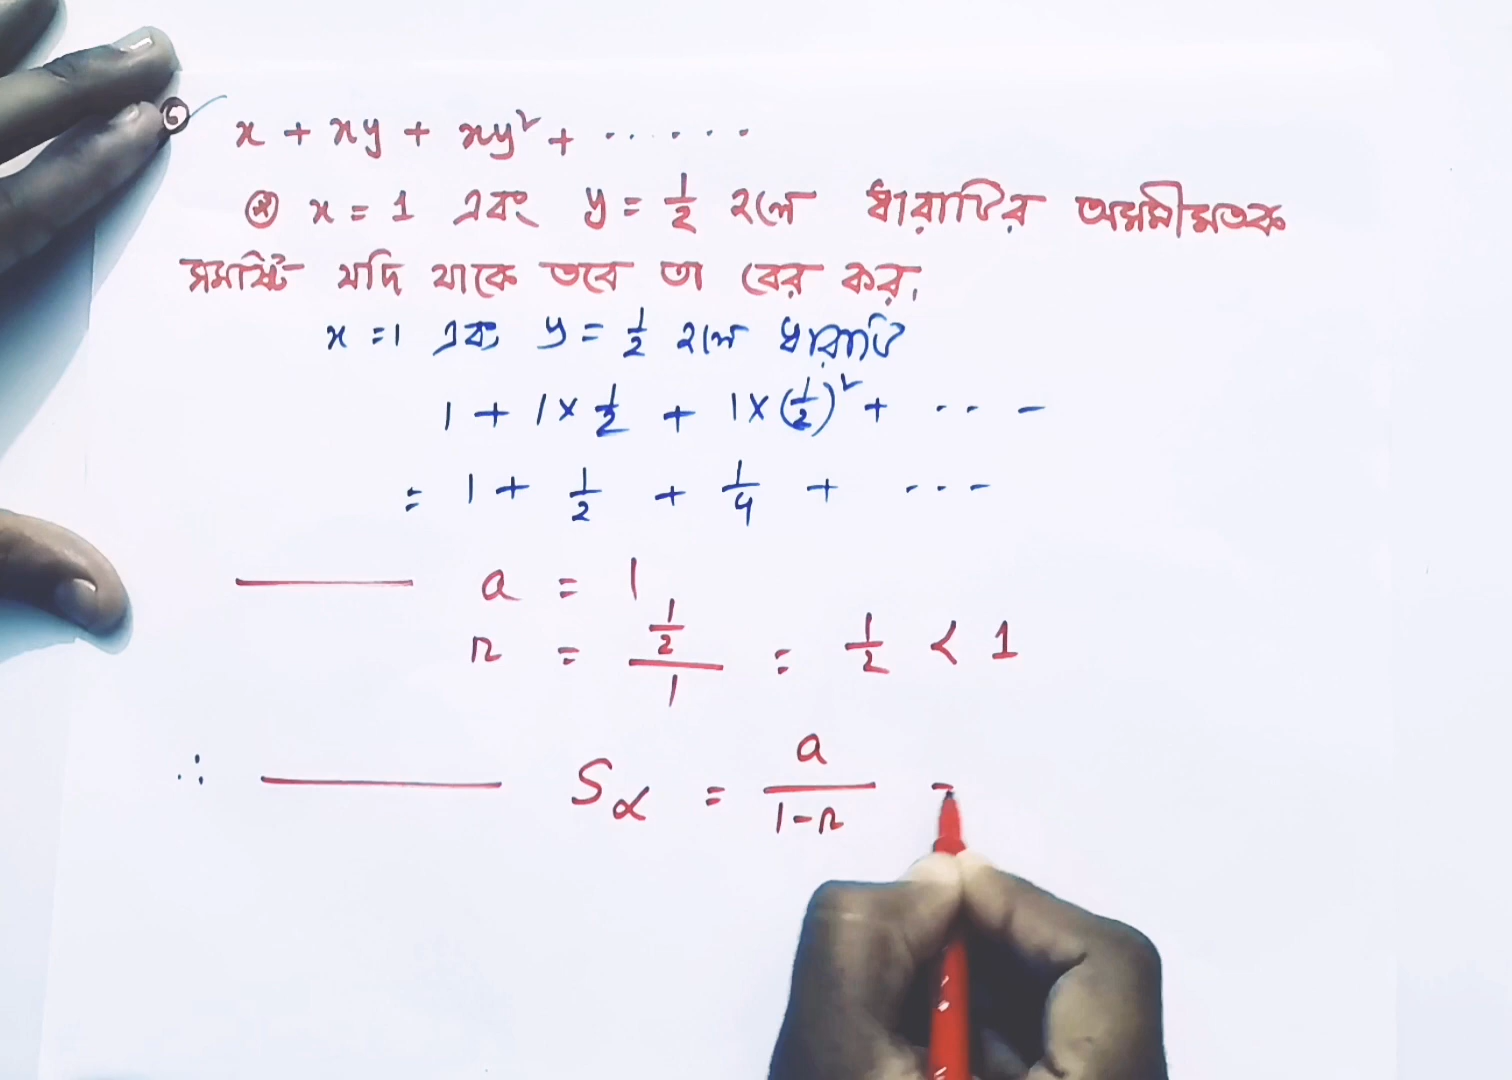 x + xy + xy² + ......
x = 1 এবং y = 1/2 হলে ধারাটির অসমীমতক
সমষ্টি যদি থাকে তবে তা বের কর।
x = 1 এবং y = 1/2 হলে ধারাটি
1 + 1 × 1/2 + 1 × (1/2)² + ...
= 1 + 1/2 + 1/4 + ...
a = 1
r = (1/2)/1 = 1/2 < 1
∴ S∝ = a/(1-r) =